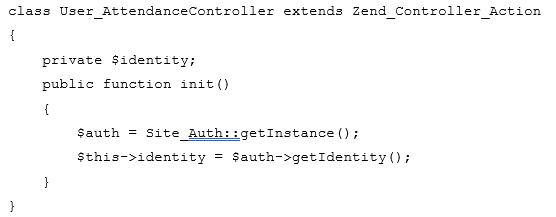 class User_AttendanceController extends Zend_Controller_Action
{
    private $identity;
    public function init()
    {
        $auth = Site_Auth::getInstance();
        $this->identity = $auth->getIdentity();
    }
}